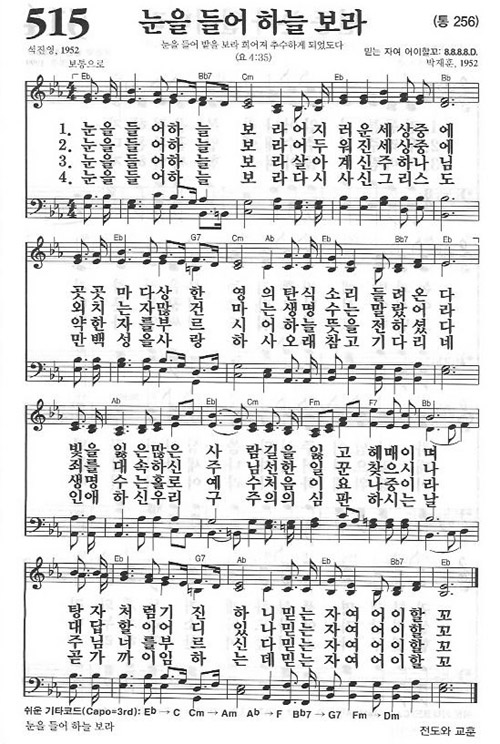 515 눈을 들어 하늘 보라 (통 256)
석진영, 1952
눈을 들어 밭을 보라 희어져 추수하게 되었도다
(요 4:35)
믿는 자여 어이할꼬: 8.8.8.8.D.
박재훈, 1952
보통으로
Eb Bb7 Cm Ab Eb Bb7
1. 눈을 들 어하 늘 보 라어지 러운세상중에
2. 눈을 들 어하 늘 보 라어두 워진세상중에
3. 눈을 들 어하 늘 보 라살아 계신주하나님
4. 눈을 들 어하 늘 보 라다시 사신그리스도
Eb G7 Cm Ab Eb Bb7 Eb
곳곳 마 다상 한 영 의탄식 소리 들려온다
외치는 자많 건 마 는생명 수는 말랐어라
약한 자 를부 르 시 어하늘 뜻을 전하셨다
만백 성 을사 랑 하 사오래 참고 기다리네
Ab Eb Cm Fm F7 Bb
빛을 잃 은많은 사 람길을 잃고 헤매이며
죄를 대 속하신 주 님선한 일꾼 찾으시나
생명 수 는홀로 예 수처음 이요 나중이라
인애 하 신우리 구 주의의 심판하시는날
Eb G7 Ab Eb Bb7 Eb
탕 자 처 럼기 진 하 니믿는 자여어이할꼬
대답 할 이어 디 있 나믿는 자여어이할꼬
주님 너 를부 르 신 다믿는 자여어이할꼬
곧 가 까 이임 하 는 데믿는 자여어이할꼬
쉬운 기타코드(Capo=3rd): Eb→C Cm→Am Ab→F Bb7→G7 Fm→Dm
눈을 들어 하늘 보라 전도와 교훈